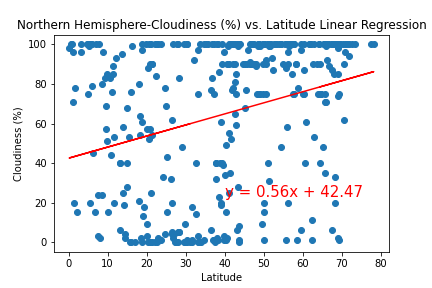 Northern Hemisphere-Cloudiness (%) vs. Latitude Linear Regression
Cloudiness (%)
100
80
60
40
20
0
y = 0.56x + 42.47
0 10 20 30 40 50 60 70 80
Latitude